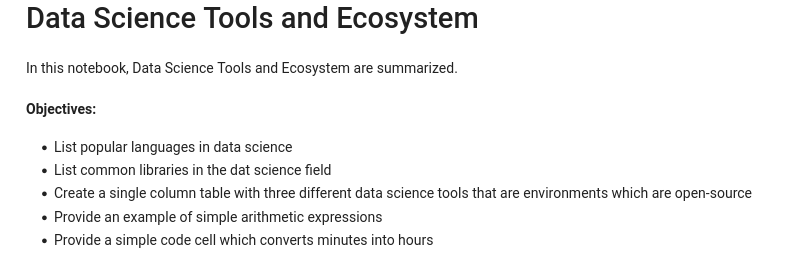 Data Science Tools and Ecosystem
In this notebook, Data Science Tools and Ecosystem are summarized.
Objectives:
• List popular languages in data science
• List common libraries in the dat science field
• Create a single column table with three different data science tools that are environments which are open-source
• Provide an example of simple arithmetic expressions
• Provide a simple code cell which converts minutes into hours